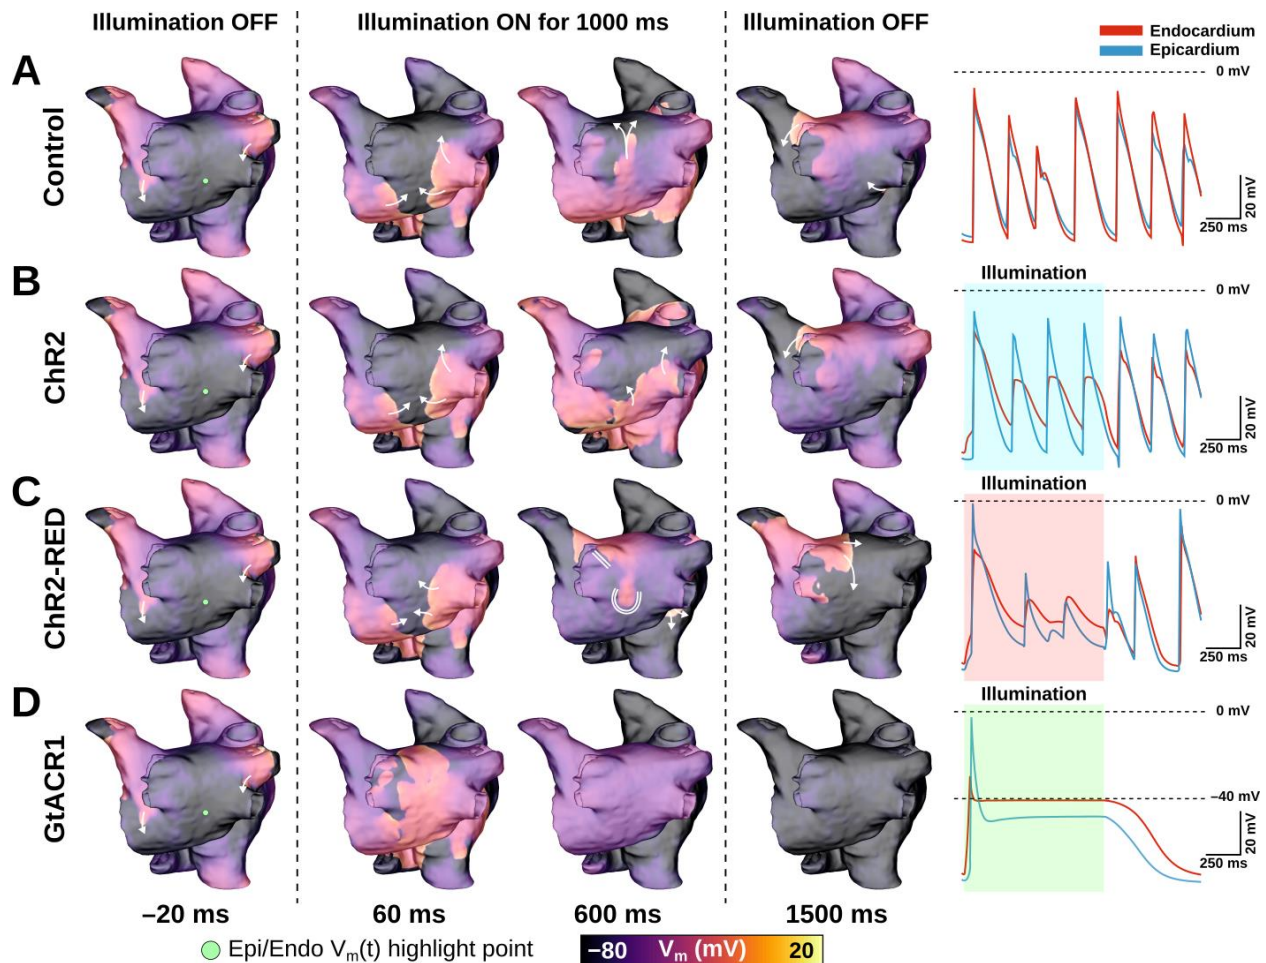 Illumination OFF
Illumination ON for 1000 ms
Illumination OFF
Endocardium
Epicardium
A
Control
0 mV
20 mV
250 ms
B
ChR2
Illumination
0 mV
20 mV
250 ms
C
ChR2-RED
Illumination
0 mV
20 mV
250 ms
D
GtACR1
Illumination
0 mV
−40 mV
20 mV
250 ms
−20 ms
60 ms
600 ms
1500 ms
Epi/Endo Vm(t) highlight point
−80 Vm (mV) 20